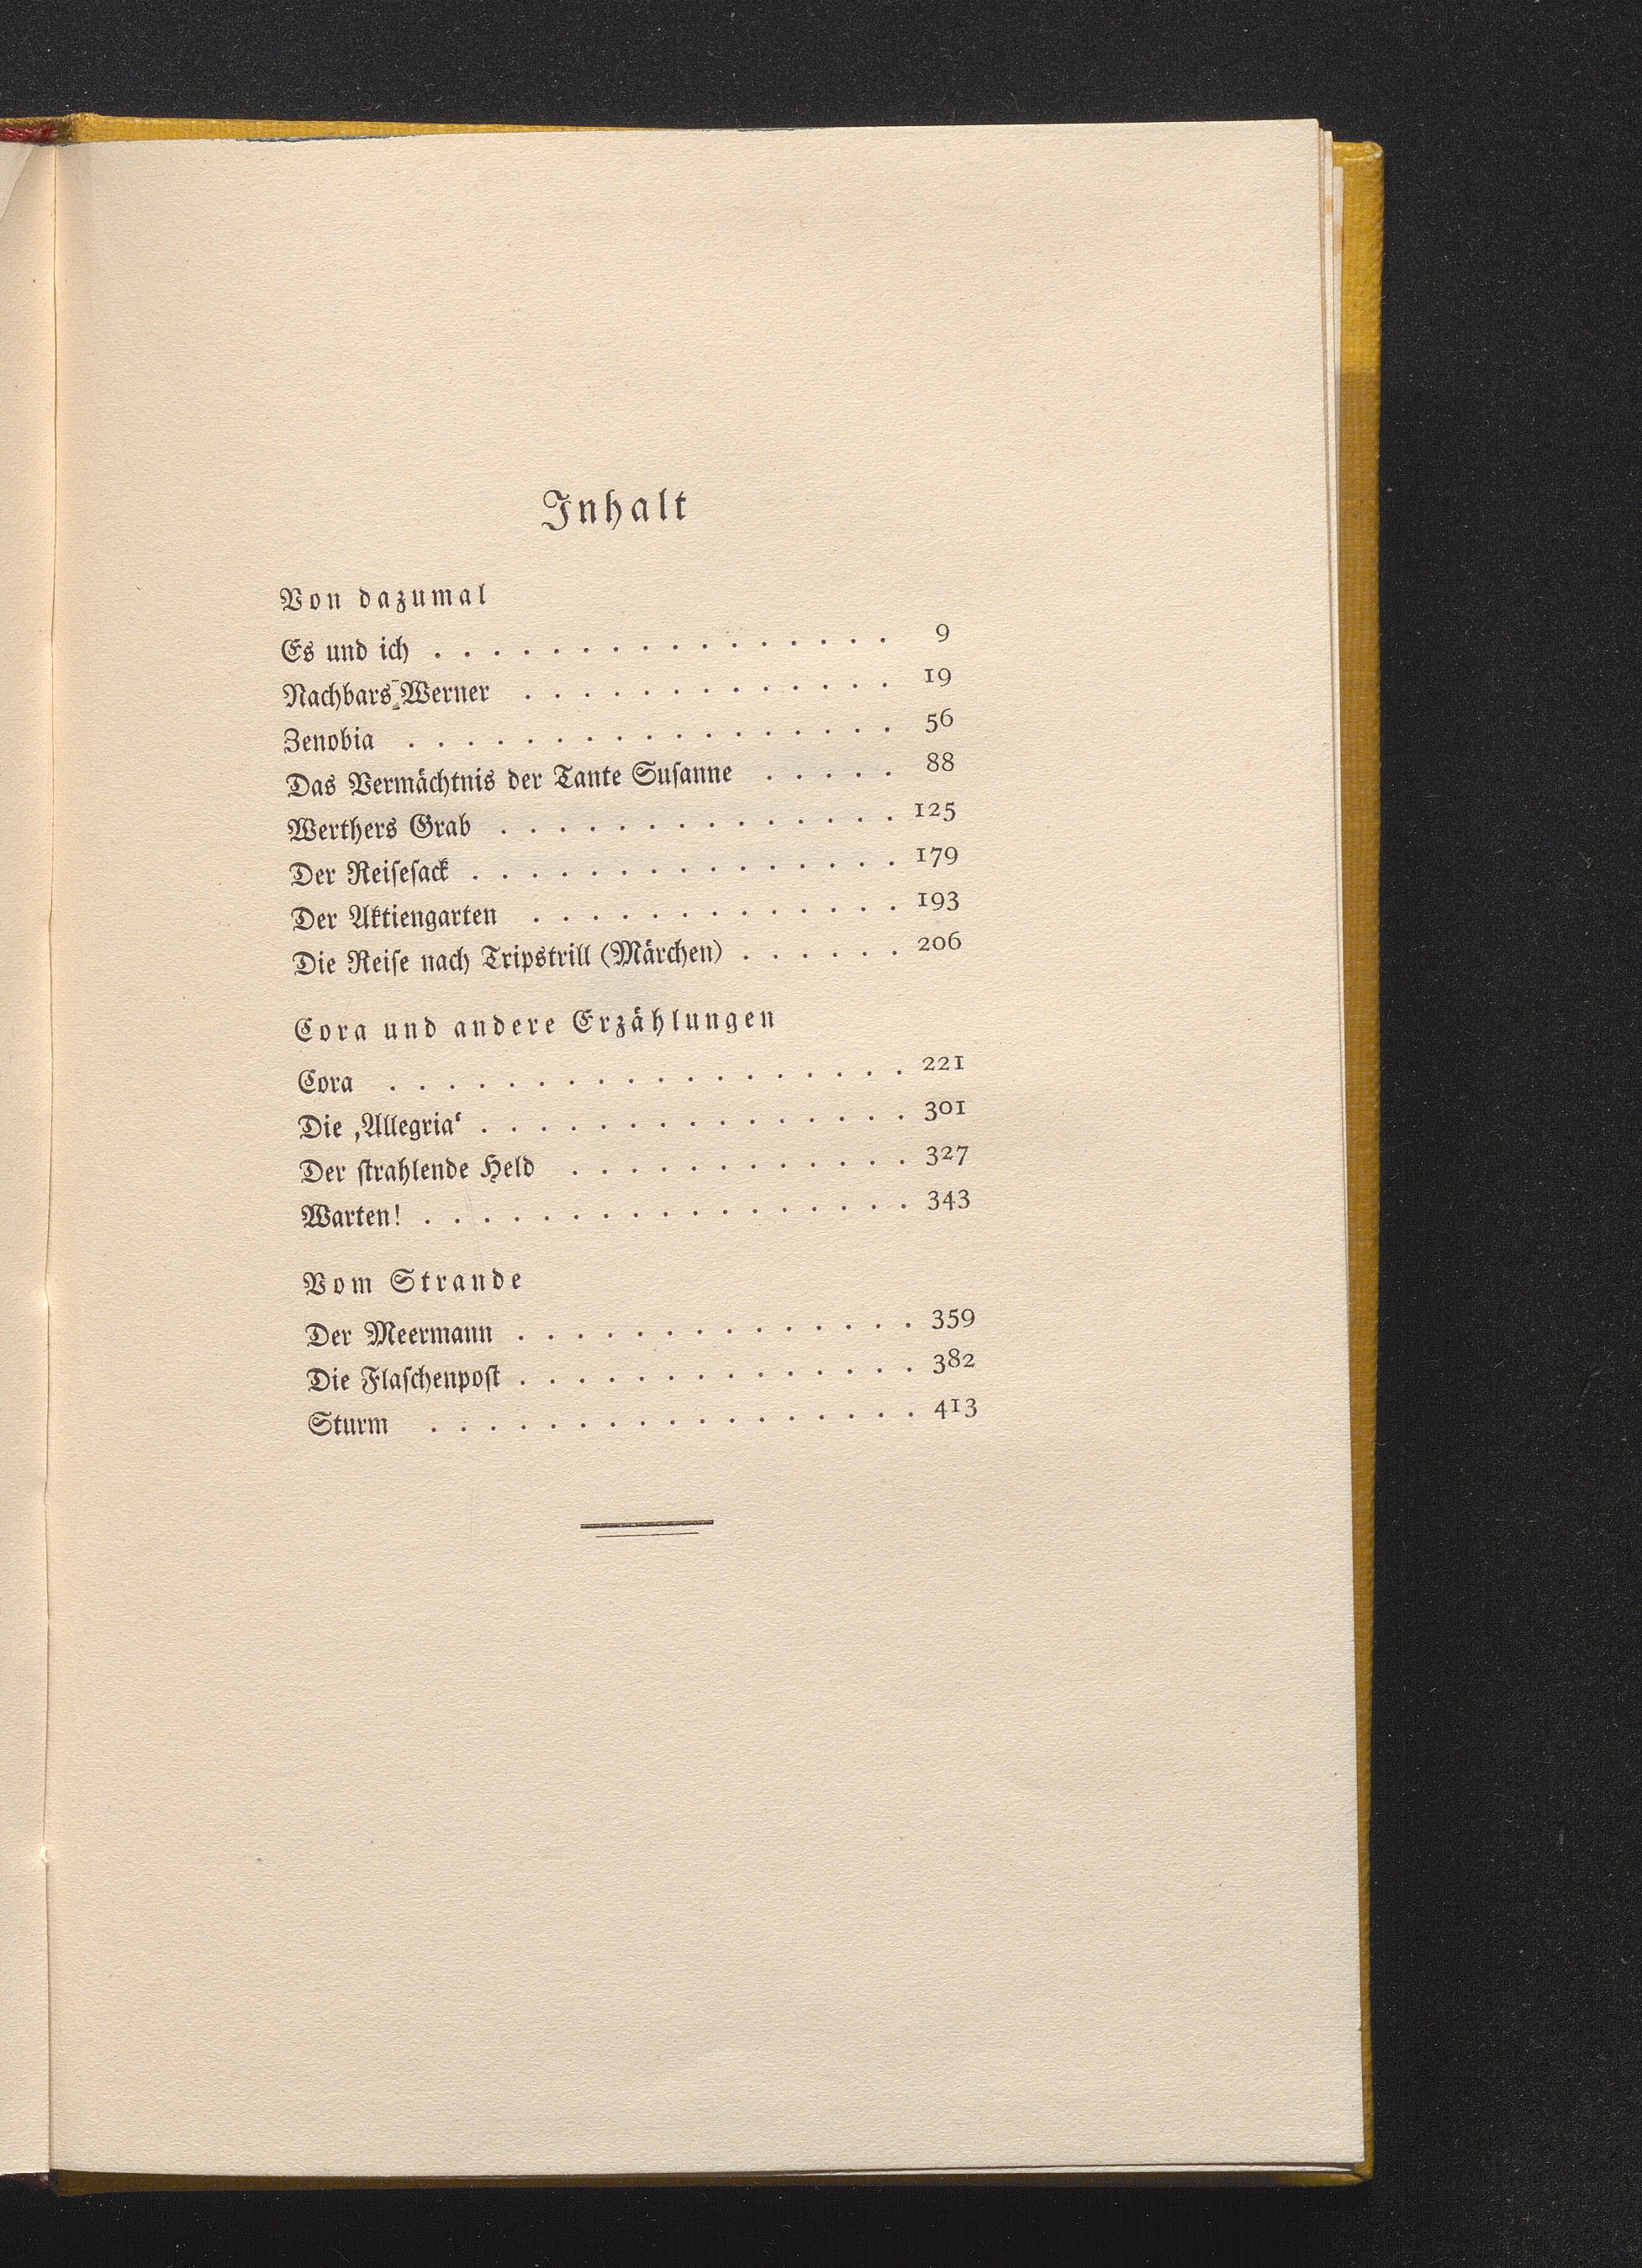 Inhalt
Von dazumal
Es und ich . . . . . . . . . . . . . . . . 9
Nachbars-Werner . . . . . . . . . . . . . 19
Zenobia . . . . . . . . . . . . . . . . . 56
Das Vermächtnis der Tante Suſanne . . . . . 88
Werthers Grab . . . . . . . . . . . . . . 125
Der Reiſeſack . . . . . . . . . . . . . . . 179
Der Aktiengarten . . . . . . . . . . . . . 193
Die Reiſe nach Tripstrill (Märchen) . . . . . . 206
Cora und andere Erzählungen
Cora . . . . . . . . . . . . . . . . . . 221
Die ‚Allegria‘ . . . . . . . . . . . . . . . 301
Der ſtrahlende Held . . . . . . . . . . . . 327
Warten! . . . . . . . . . . . . . . . . . 343
Vom Strande
Der Meermann . . . . . . . . . . . . . . 359
Die Flaſchenpoſt . . . . . . . . . . . . . . 382
Sturm . . . . . . . . . . . . . . . . . 413